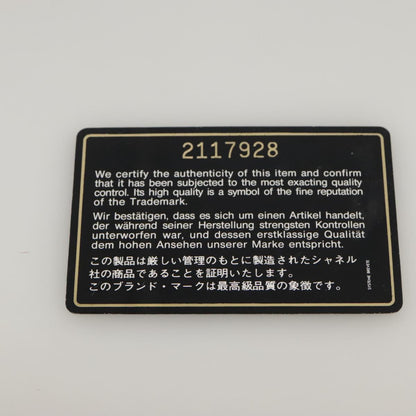 2117928
We certify the authenticity of this item and confirm
that it has been subjected to the most exacting quality
control. Its high quality is a symbol of the fine reputation
of the Trademark.
Wir bestätigen, dass es sich um einen Artikel handelt,
der während seiner Herstellung strengsten Kontrollen
unterworfen war, und dessen erstklassige Qualität
dem hohen Ansehen unserer Marke entspricht.
この製品は厳しい管理のもとに製造されたシャネル
社の商品であることを証明いたします。
このブランド・マークは最高級品質の象徴です。